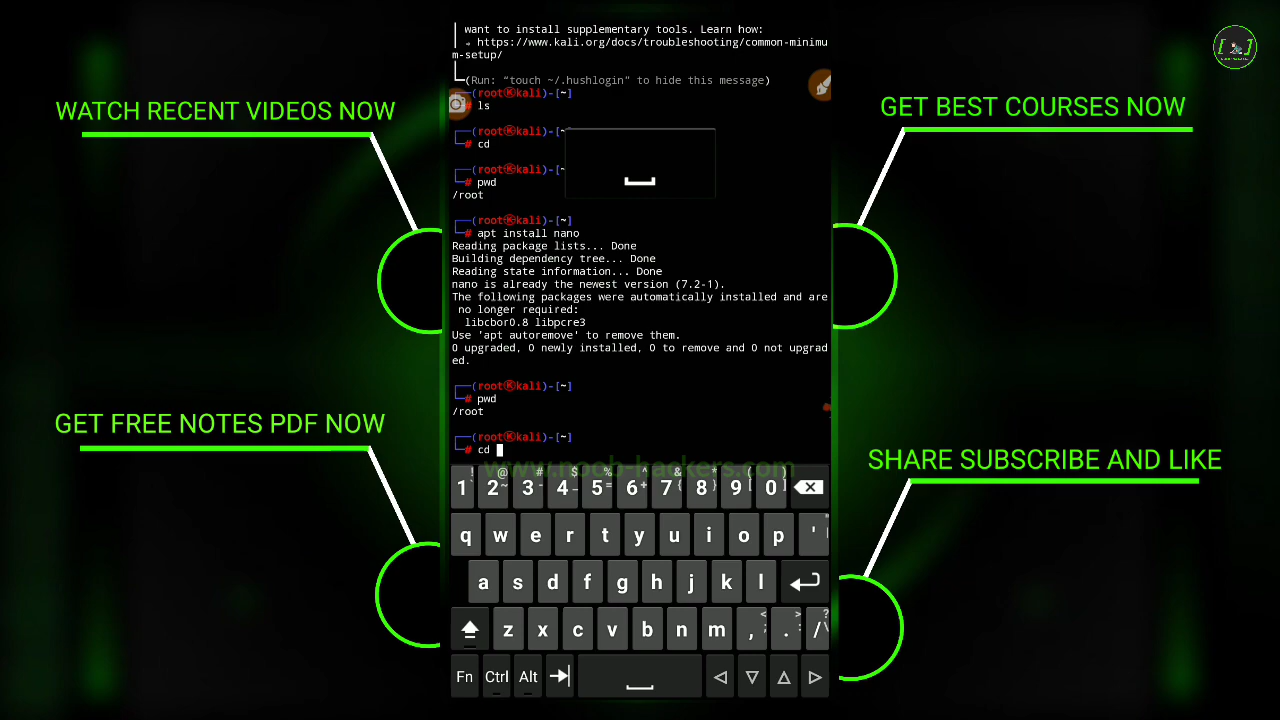 WATCH RECENT VIDEOS NOW
GET FREE NOTES PDF NOW
want to install supplementary tools. Learn how:
https://www.kali.org/docs/troubleshooting/common-minimu
m-setup/
(Run: “touch ~/.hushlogin” to hide this message)
(root㉿kali)-[~]
# ls
(root㉿kali)-[~
# cd
(root㉿kali)-[~
# pwd
/root
(root㉿kali)-[~]
# apt install nano
Reading package lists... Done
Building dependency tree... Done
Reading state information... Done
nano is already the newest version (7.2-1).
The following packages were automatically installed and are
no longer required:
libcbor0.8 libpcre3
Use 'apt autoremove' to remove them.
0 upgraded, 0 newly installed, 0 to remove and 0 not upgrad
ed.
(root㉿kali)-[~]
# pwd
/root
(root㉿kali)-[~]
# cd
www.noob-hackers.com
! @ # $ % ^ & * ( )
1 2 3 4 5 6 7 8 9 0
q w e r t y u i o p '
a s d f g h j k l
z x c v b n m , . /
Fn Ctrl Alt
GET BEST COURSES NOW
SHARE SUBSCRIBE AND LIKE